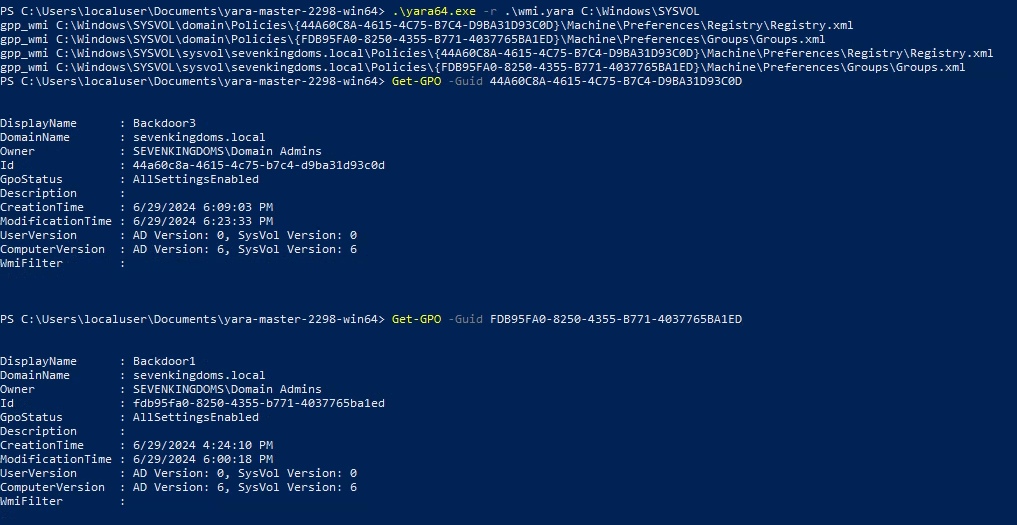 PS C:\Users\localuser\Documents\yara-master-2298-win64> .\yara64.exe -r .\wmi.yara C:\Windows\SYSVOL
gpp_wmi C:\Windows\SYSVOL\domain\Policies\{44A60C8A-4615-4C75-B7C4-D9BA31D93C0D}\Machine\Preferences\Registry\Registry.xml
gpp_wmi C:\Windows\SYSVOL\domain\Policies\{FDB95FA0-8250-4355-B771-4037765BA1ED}\Machine\Preferences\Groups\Groups.xml
gpp_wmi C:\Windows\SYSVOL\sysvol\sevenkingdoms.local\Policies\{44A60C8A-4615-4C75-B7C4-D9BA31D93C0D}\Machine\Preferences\Registry\Registry.xml
gpp_wmi C:\Windows\SYSVOL\sysvol\sevenkingdoms.local\Policies\{FDB95FA0-8250-4355-B771-4037765BA1ED}\Machine\Preferences\Groups\Groups.xml
PS C:\Users\localuser\Documents\yara-master-2298-win64> Get-GPO -Guid 44A60C8A-4615-4C75-B7C4-D9BA31D93C0D
DisplayName      : Backdoor3
DomainName       : sevenkingdoms.local
Owner            : SEVENKINGDOMS\Domain Admins
Id               : 44a60c8a-4615-4c75-b7c4-d9ba31d93c0d
GpoStatus        : AllSettingsEnabled
Description      :
CreationTime     : 6/29/2024 6:09:03 PM
ModificationTime : 6/29/2024 6:23:33 PM
UserVersion      : AD Version: 0, SysVol Version: 0
ComputerVersion  : AD Version: 6, SysVol Version: 6
WmiFilter        :
PS C:\Users\localuser\Documents\yara-master-2298-win64> Get-GPO -Guid FDB95FA0-8250-4355-B771-4037765BA1ED
DisplayName      : Backdoor1
DomainName       : sevenkingdoms.local
Owner            : SEVENKINGDOMS\Domain Admins
Id               : fdb95fa0-8250-4355-b771-4037765ba1ed
GpoStatus        : AllSettingsEnabled
Description      :
CreationTime     : 6/29/2024 4:24:10 PM
ModificationTime : 6/29/2024 6:00:18 PM
UserVersion      : AD Version: 0, SysVol Version: 0
ComputerVersion  : AD Version: 6, SysVol Version: 6
WmiFilter        :